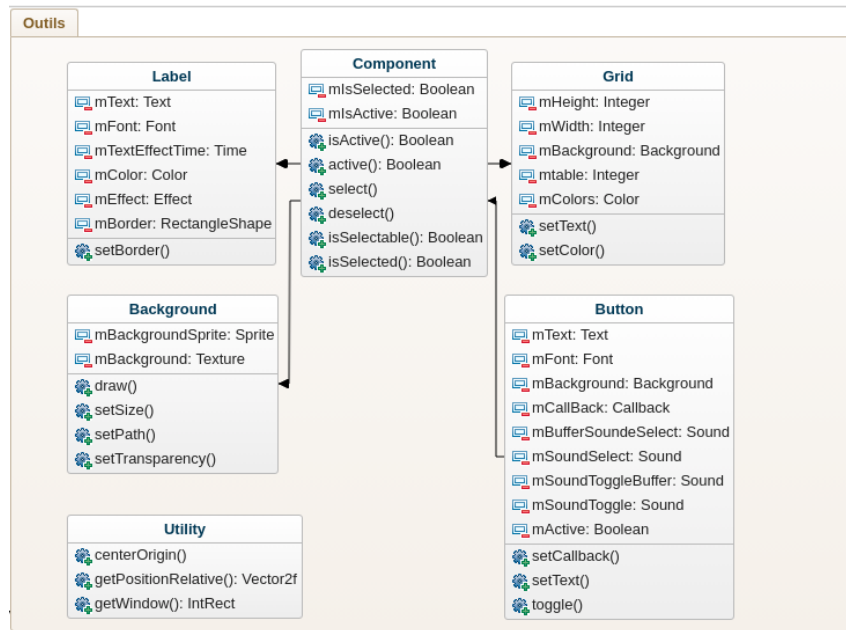 Outils
Label
mText: Text
mFont: Font
mTextEffectTime: Time
mColor: Color
mEffect: Effect
mBorder: RectangleShape
setBorder()
Component
mIsSelected: Boolean
mIsActive: Boolean
isActive(): Boolean
active(): Boolean
select()
deselect()
isSelectable(): Boolean
isSelected(): Boolean
Grid
mHeight: Integer
mWidth: Integer
mBackground: Background
mtable: Integer
mColors: Color
setText()
setColor()
Background
mBackgroundSprite: Sprite
mBackground: Texture
draw()
setSize()
setPath()
setTransparency()
Button
mText: Text
mFont: Font
mBackground: Background
mCallBack: Callback
mBufferSoundeSelect: Sound
mSoundSelect: Sound
mSoundToggleBuffer: Sound
mSoundToggle: Sound
mActive: Boolean
setCallback()
setText()
toggle()
Utility
centerOrigin()
getPositionRelative(): Vector2f
getWindow(): IntRect